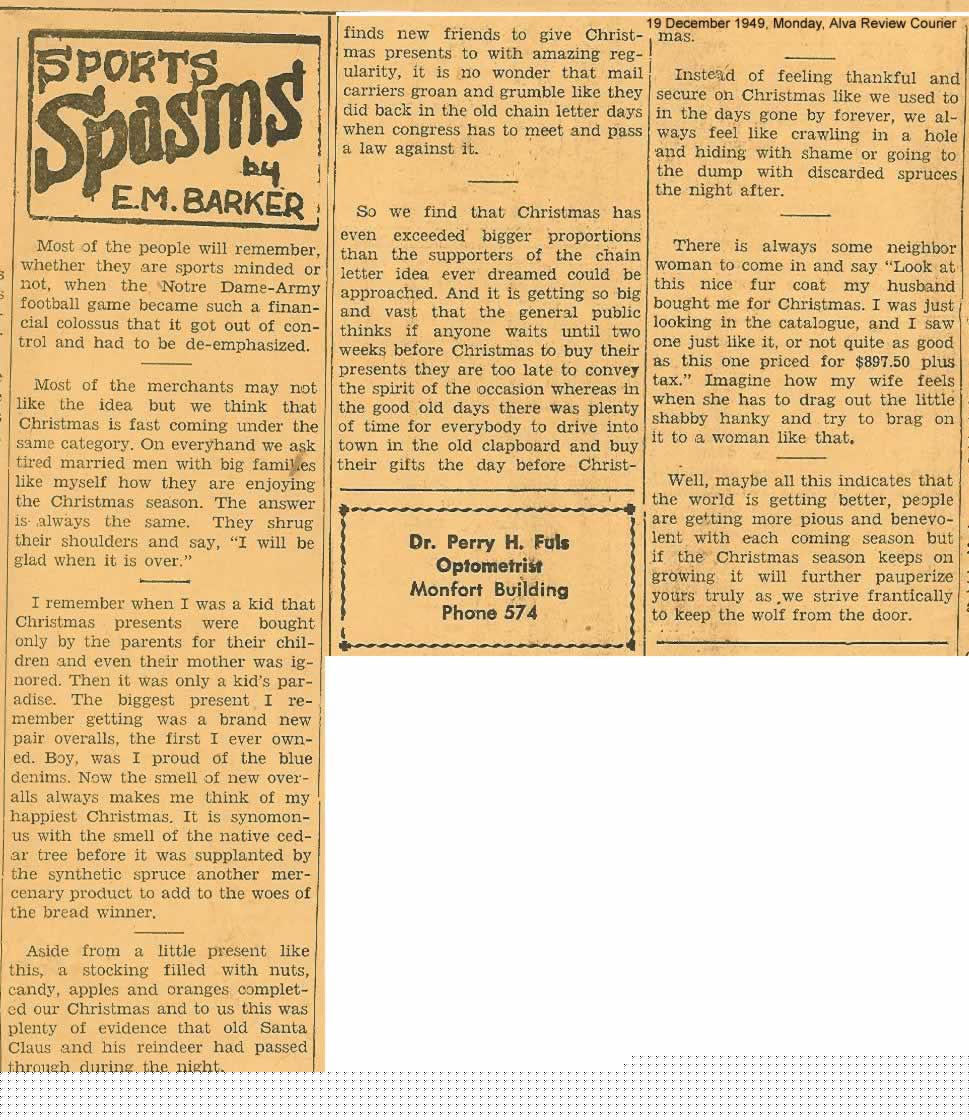 19 December 1949, Monday, Alva Review Courier
SPORTS
Spasms
by
E.M. BARKER
Most of the people will remember,
whether they are sports minded or
not, when the Notre Dame-Army
football game became such a finan-
cial colossus that it got out of con-
trol and had to be de-emphasized.
Most of the merchants may not
like the idea but we think that
Christmas is fast coming under the
same category. On everyhand we ask
tired married men with big families
like myself how they are enjoying
the Christmas season. The answer
is always the same. They shrug
their shoulders and say, "I will be
glad when it is over."
I remember when I was a kid that
Christmas presents were bought
only by the parents for their chil-
dren and even their mother was ig-
nored. Then it was only a kid's par-
adise. The biggest present I re-
member getting was a brand new
pair overalls, the first I ever own-
ed. Boy, was I proud of the blue
denims. Now the smell of new over-
alls always makes me think of my
happiest Christmas. It is synomon-
us with the smell of the native ced-
ar tree before it was supplanted by
the synthetic spruce another mer-
cenary product to add to the woes of
the bread winner.
Aside from a little present like
this, a stocking filled with nuts,
candy, apples and oranges complet-
ed our Christmas and to us this was
plenty of evidence that old Santa
Claus and his reindeer had passed
through during the night.
finds new friends to give Christ-
mas presents to with amazing reg-
ularity, it is no wonder that mail
carriers groan and grumble like they
did back in the old chain letter days
when congress has to meet and pass
a law against it.
So we find that Christmas has
even exceeded bigger proportions
than the supporters of the chain
letter idea ever dreamed could be
approached. And it is getting so big
and vast that the general public
thinks if anyone waits until two
weeks before Christmas to buy their
presents they are too late to convey
the spirit of the occasion whereas in
the good old days there was plenty
of time for everybody to drive into
town in the old clapboard and buy
their gifts the day before Christ-
Dr. Perry H. Fuls
Optometrist
Monfort Building
Phone 574
mas.
Instead of feeling thankful and
secure on Christmas like we used to
in the days gone by forever, we al-
ways feel like crawling in a hole
and hiding with shame or going to
the dump with discarded spruces
the night after.
There is always some neighbor
woman to come in and say "Look at
this nice fur coat my husband
bought me for Christmas. I was just
looking in the catalogue, and I saw
one just like it, or not quite as good
as this one priced for $897.50 plus
tax." Imagine how my wife feels
when she has to drag out the little
shabby hanky and try to brag on
it to a woman like that.
Well, maybe all this indicates that
the world is getting better, people
are getting more pious and benevo-
lent with each coming season but
if the Christmas season keeps on
growing it will further pauperize
yours truly as we strive frantically
to keep the wolf from the door.